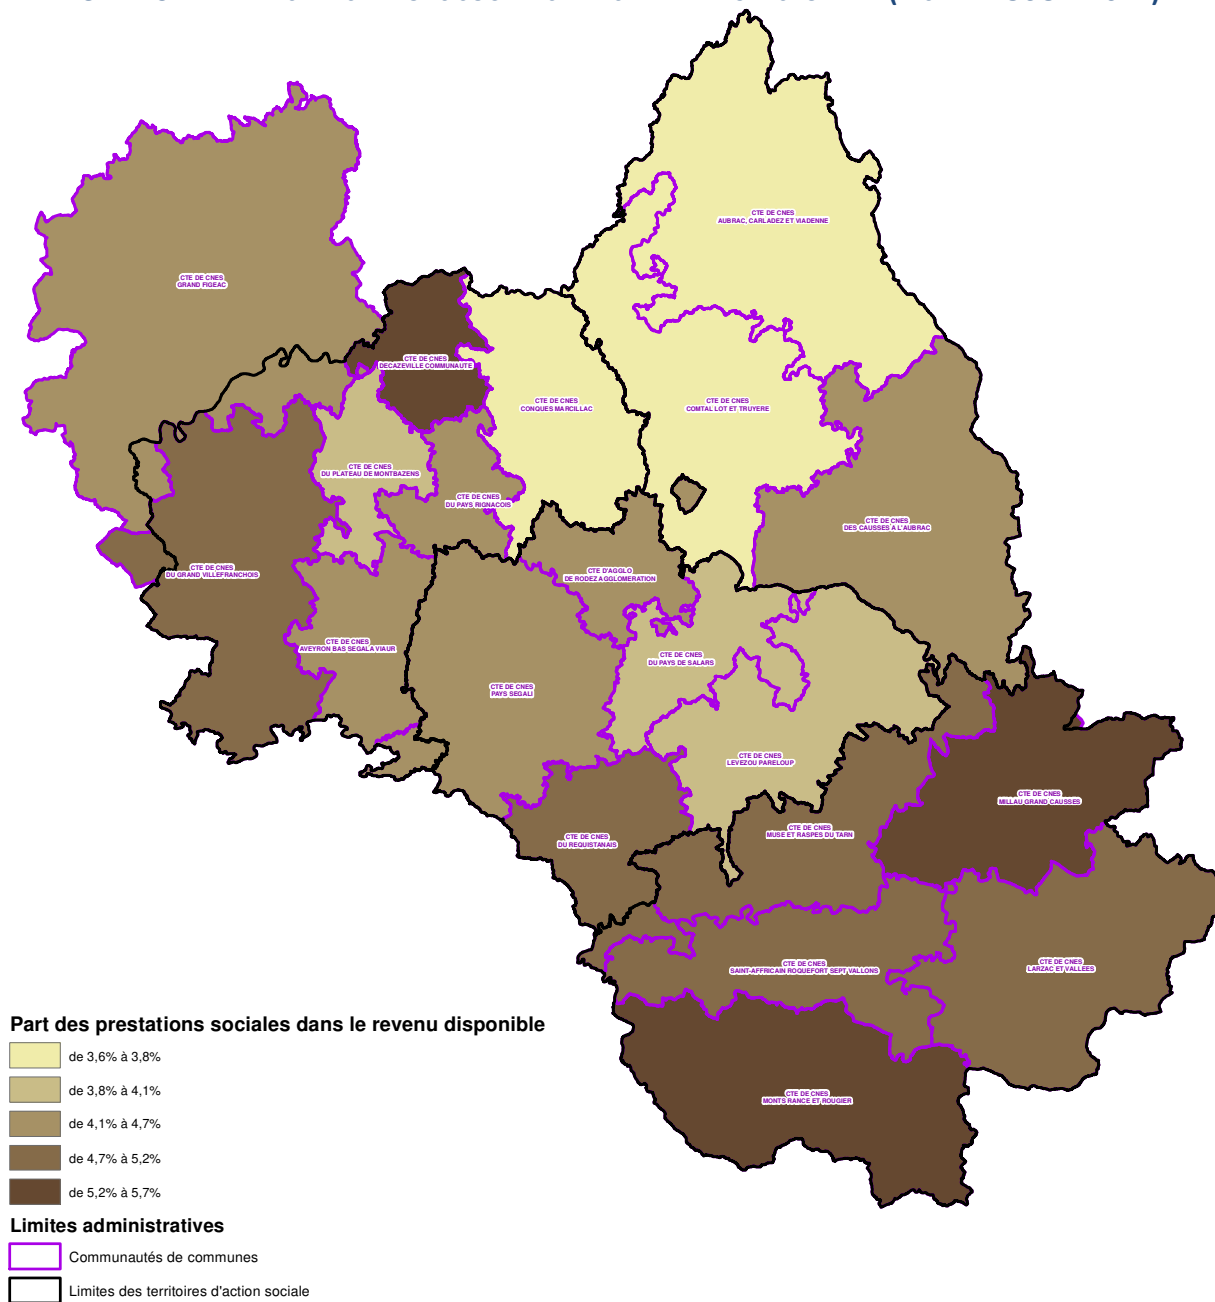 CTE DE CNES
AUBRAC, CARLADEZ ET VIADENNE
CTE DE CNES
GRAND FIGEAC
CTE DE CNES
DECAZEVILLE COMMUNAUTE
CTE DE CNES
CONQUES MARCILLAC
CTE DE CNES
COMTAL LOT ET TRUYERE
CTE DE CNES
DU PLATEAU DE MONTBAZENS
CTE DE CNES
DU PAYS RIGNACOIS
CTE DE CNES
DES CAUSSES A L'AUBRAC
CTE DE CNES
DU GRAND VILLEFRANCHOIS
CTE D'AGGLO
DE RODEZ AGGLOMERATION
CTE DE CNES
AVEYRON BAS SEGALA VIAUR
CTE DE CNES
DU PAYS DE SALARS
CTE DE CNES
PAYS SEGALI
CTE DE CNES
LEVEZOU PARELOUP
CTE DE CNES
MILLAU GRAND CAUSSES
CTE DE CNES
MUSE ET RASPES DU TARN
CTE DE CNES
DU REQUISTANAIS
CTE DE CNES
SAINT-AFFRICAIN ROQUEFORT SEPT VALLONS
CTE DE CNES
LARZAC ET VALLEES
CTE DE CNES
MONTS RANCE ET ROUGIER
Part des prestations sociales dans le revenu disponible
de 3,6% à 3,8%
de 3,8% à 4,1%
de 4,1% à 4,7%
de 4,7% à 5,2%
de 5,2% à 5,7%
Limites administratives
Communautés de communes
Limites des territoires d'action sociale